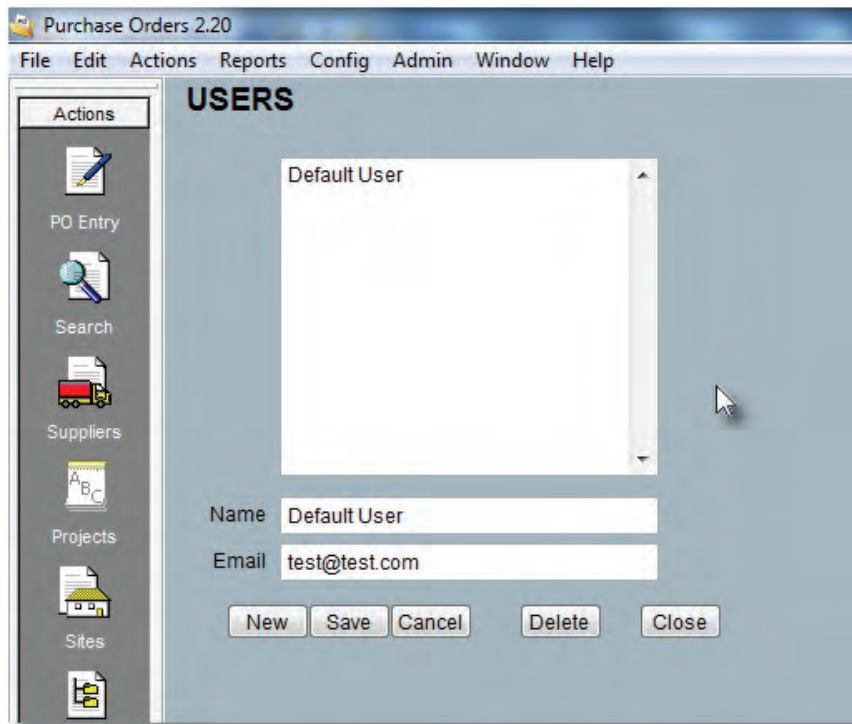 Purchase Orders 2.20
File Edit Actions Reports Config Admin Window Help
Actions
PO Entry
Search
Suppliers
ABC
Projects
Sites
USERS
Default User
Name Default User
Email test@test.com
New Save Cancel Delete Close